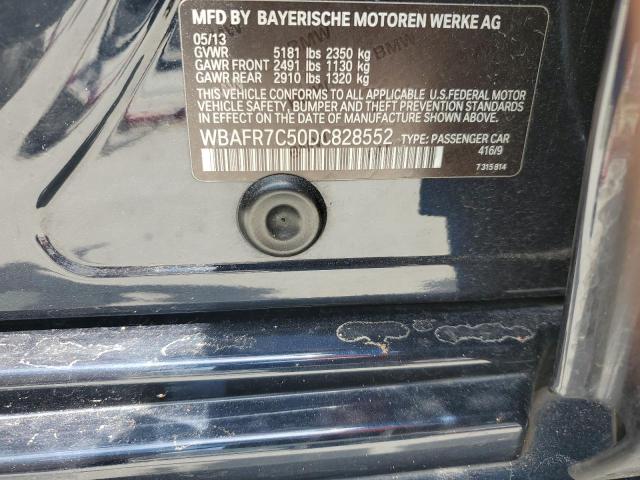 MFD BY BAYERISCHE MOTOREN WERKE AG
05/13
GVWR 5181 lbs 2350 kg
GAWR FRONT 2491 lbs 1130 kg
GAWR REAR 2910 lbs 1320 kg
THIS VEHICLE CONFORMS TO ALL APPLICABLE U.S.FEDERAL MOTOR
VEHICLE SAFETY, BUMPER AND THEFT PREVENTION STANDARDS
IN EFFECT ON THE DATE OF MANUFACTURE SHOWN ABOVE.
WBAFR7C50DC828552 TYPE: PASSENGER CAR
416/9
7315814